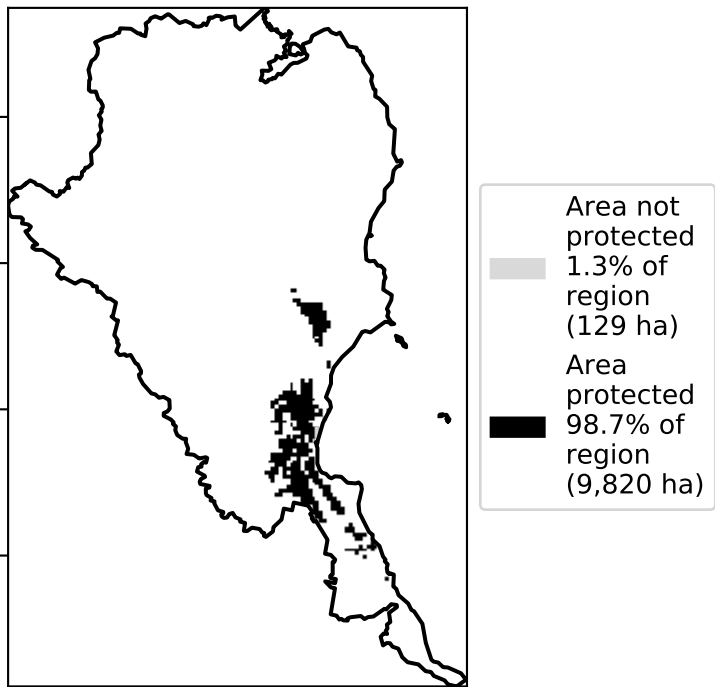 Area not
protected
1.3% of
region
(129 ha)
Area
protected
98.7% of
region
(9,820 ha)